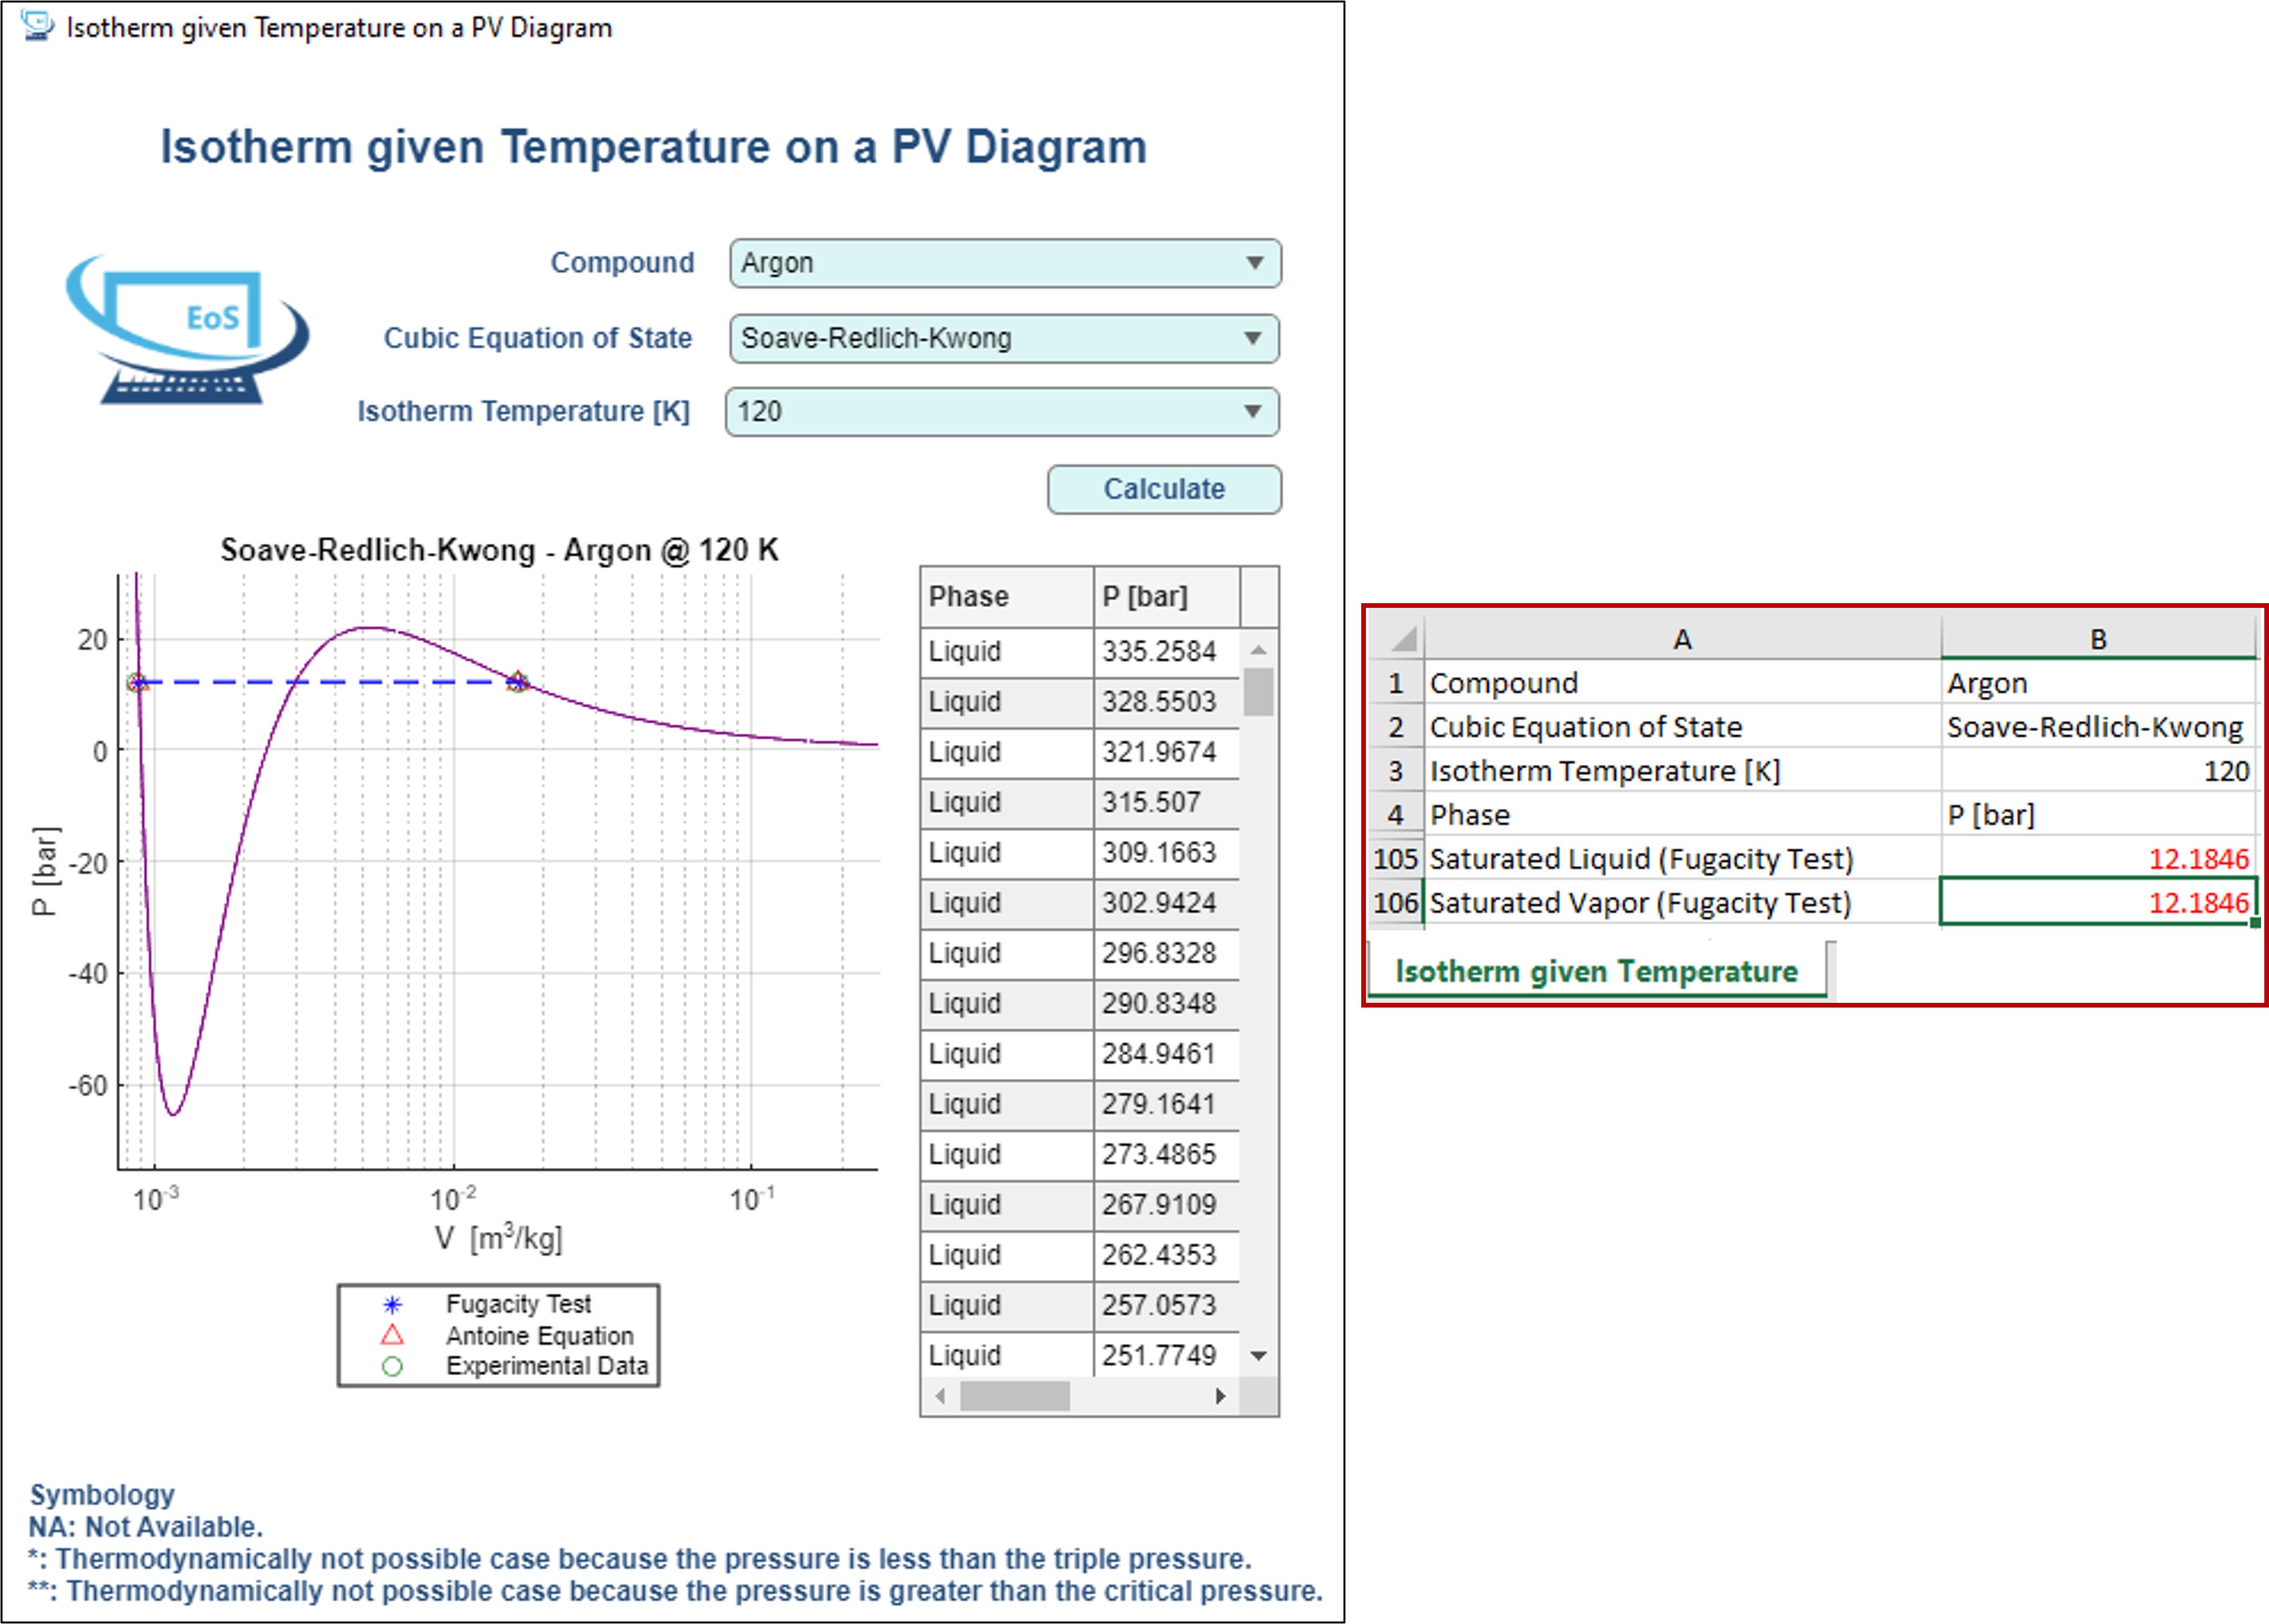 Isotherm given Temperature on a PV Diagram
Isotherm given Temperature on a PV Diagram
EoS
Compound
Argon
Cubic Equation of State
Soave-Redlich-Kwong
Isotherm Temperature [K]
120
Calculate
Soave-Redlich-Kwong - Argon @ 120 K
20
0
-20
-40
-60
P [bar]
10⁻³ 10⁻² 10⁻¹
V [m³/kg]
Fugacity Test
Antoine Equation
Experimental Data
Phase P [bar]
Liquid 335.2584
Liquid 328.5503
Liquid 321.9674
Liquid 315.507
Liquid 309.1663
Liquid 302.9424
Liquid 296.8328
Liquid 290.8348
Liquid 284.9461
Liquid 279.1641
Liquid 273.4865
Liquid 267.9109
Liquid 262.4353
Liquid 257.0573
Liquid 251.7749
Symbology
NA: Not Available.
*: Thermodynamically not possible case because the pressure is less than the triple pressure.
**: Thermodynamically not possible case because the pressure is greater than the critical pressure.
A B
1 Compound Argon
2 Cubic Equation of State Soave-Redlich-Kwong
3 Isotherm Temperature [K] 120
4 Phase P [bar]
105 Saturated Liquid (Fugacity Test) 12.1846
106 Saturated Vapor (Fugacity Test) 12.1846
Isotherm given Temperature